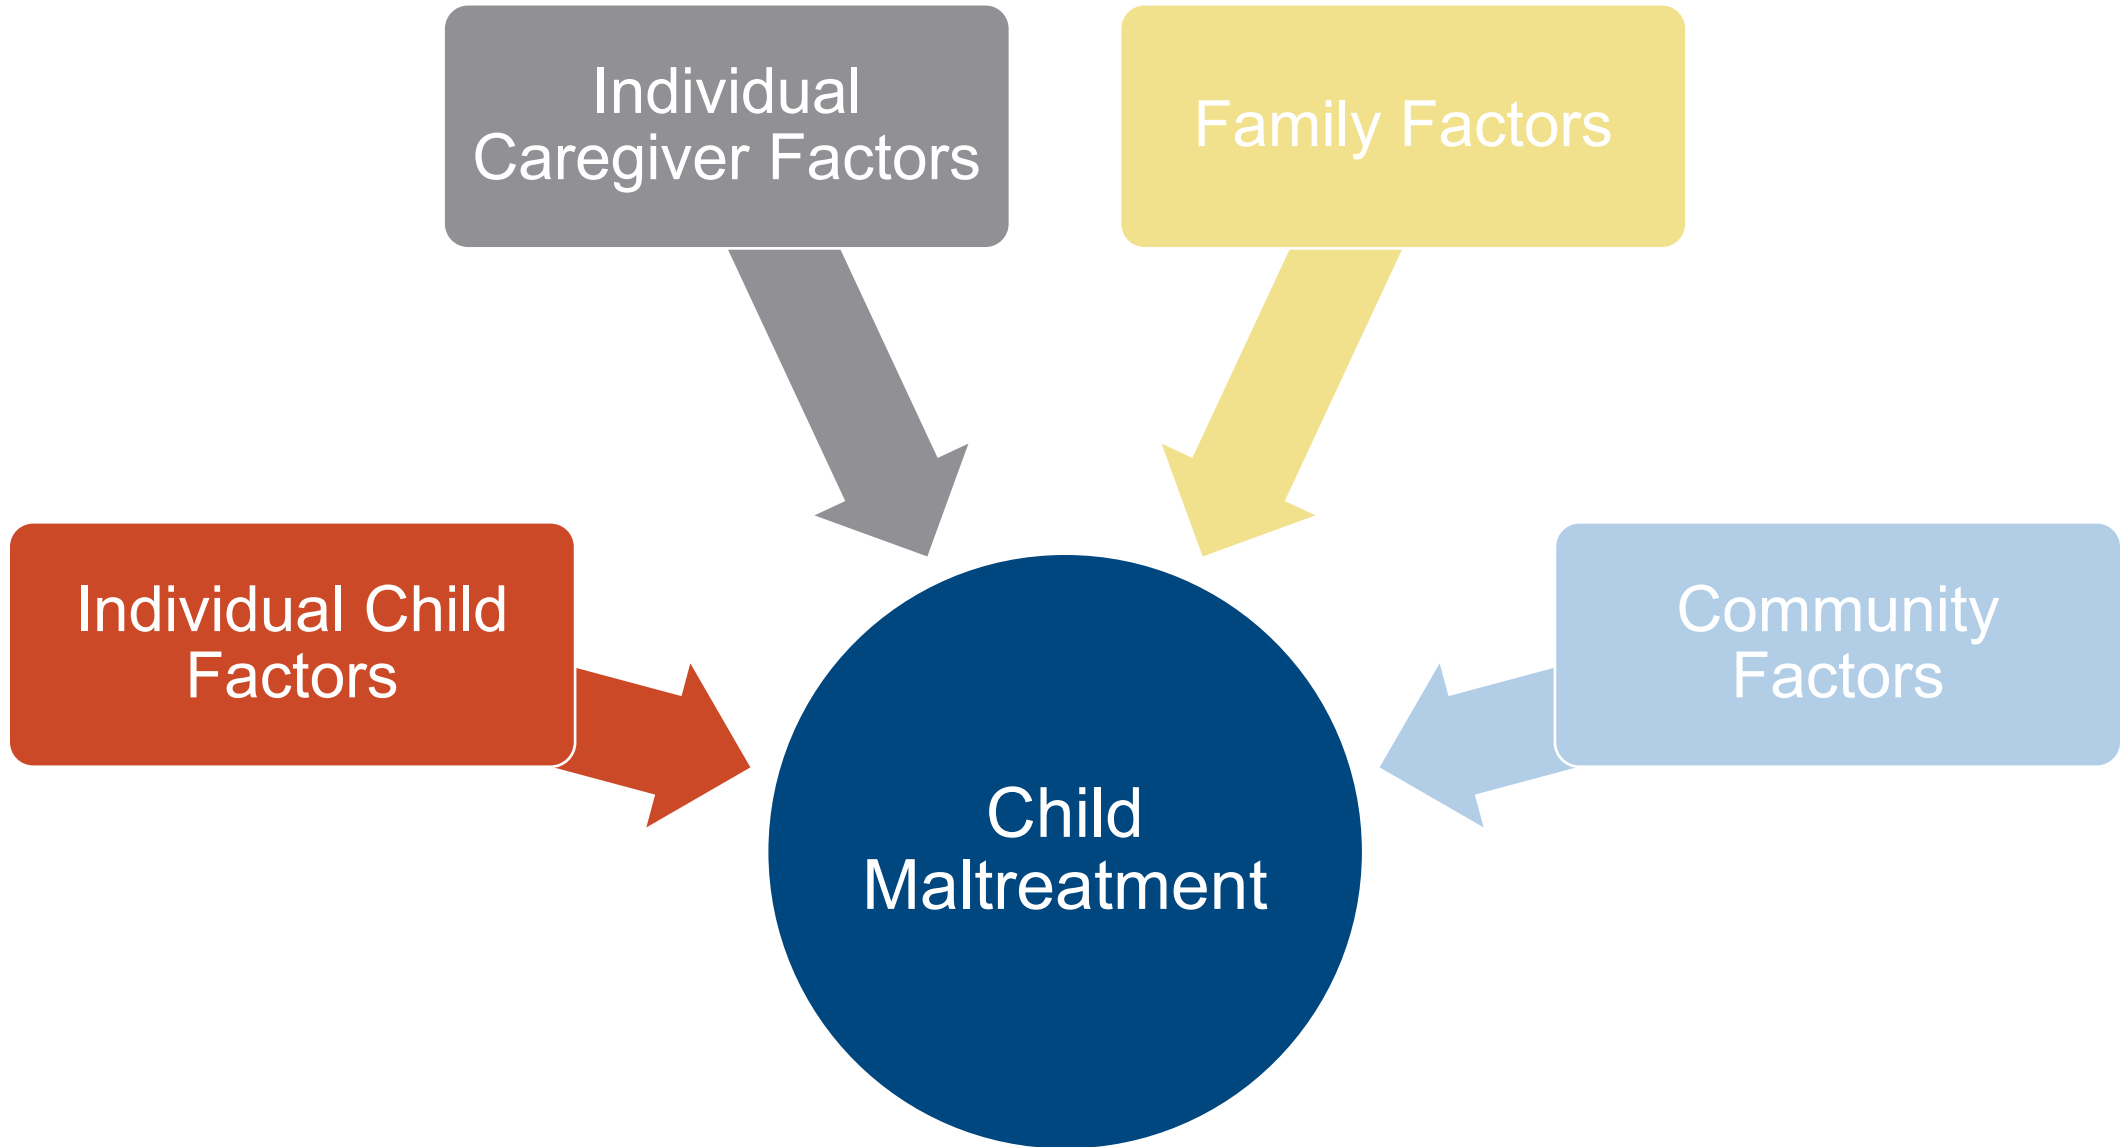 Individual
Caregiver Factors
Family Factors
Individual Child
Factors
Community
Factors
Child
Maltreatment